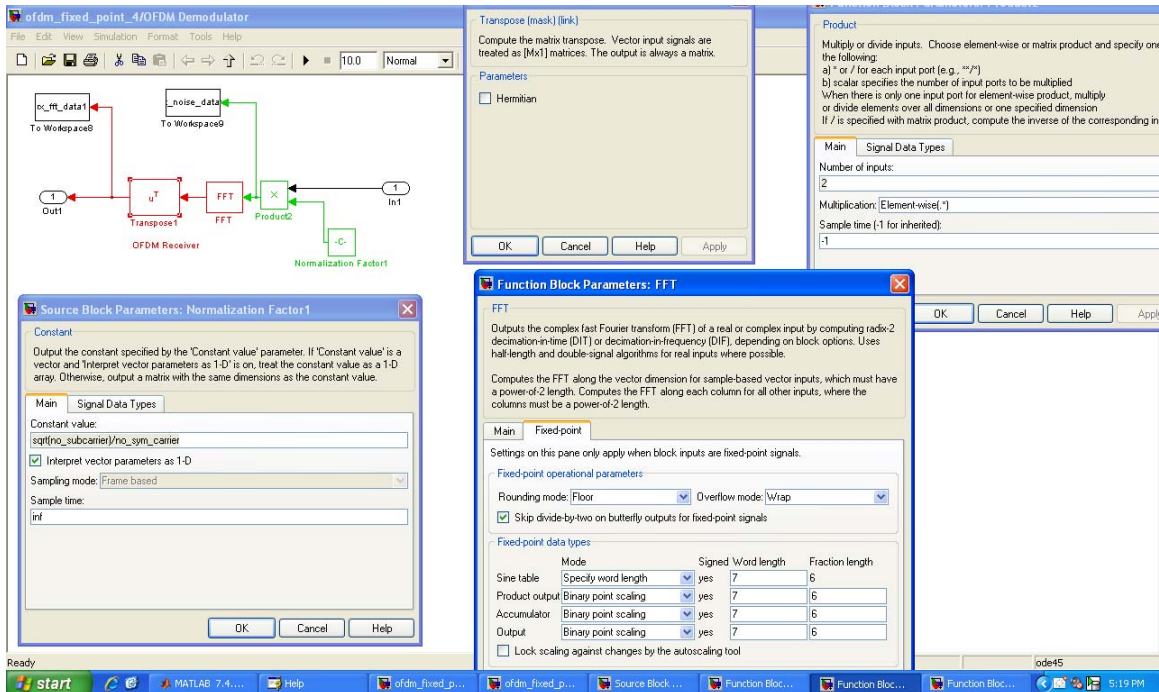 ofdm_fixed_point_4/OFDM Demodulator
File Edit View Simulation Format Tools Help
10.0 Normal
rx_fft_data1
To Workspace8
t_noise_data
To Workspace9
1
Out1
uT
Transpose1
FFT
FFT
×
Product2
1
In1
OFDM Receiver
-C-
Normalization Factor1
Transpose (mask) (link)
Compute the matrix transpose. Vector input signals are
treated as [Mx1] matrices. The output is always a matrix.
Parameters
Hermitian
OK Cancel Help Apply
Product
Multiply or divide inputs. Choose element-wise or matrix product and specify one
the following:
a) * or / for each input port (e.g., **/*)
b) scalar specifies the number of input ports to be multiplied
When there is only one input port for element-wise product, multiply
or divide elements over all dimensions or one specified dimension
If / is specified with matrix product, compute the inverse of the corresponding in
Main Signal Data Types
Number of inputs:
2
Multiplication: Element-wise(.*)
Sample time (-1 for inherited):
-1
OK Cancel Help Apply
Source Block Parameters: Normalization Factor1
Constant
Output the constant specified by the 'Constant value' parameter. If 'Constant value' is a
vector and 'Interpret vector parameters as 1-D' is on, treat the constant value as a 1-D
array. Otherwise, output a matrix with the same dimensions as the constant value.
Main Signal Data Types
Constant value:
sqrt(no_subcarrier)/no_sym_carrier
Interpret vector parameters as 1-D
Sampling mode: Frame based
Sample time:
inf
OK Cancel Help
Function Block Parameters: FFT
FFT
Outputs the complex fast Fourier transform (FFT) of a real or complex input by computing radix-2
decimation-in-time (DIT) or decimation-in-frequency (DIF), depending on block options. Uses
half-length and double-signal algorithms for real inputs where possible.
Computes the FFT along the vector dimension for sample-based vector inputs, which must have
a power-of-2 length. Computes the FFT along each column for all other inputs, where the
columns must be a power-of-2 length.
Main Fixed-point
Settings on this pane only apply when block inputs are fixed-point signals.
Fixed-point operational parameters
Rounding mode: Floor Overflow mode: Wrap
Skip divide-by-two on butterfly outputs for fixed-point signals
Fixed-point data types
Mode Signed Word length Fraction length
Sine table Specify word length yes 7 6
Product output Binary point scaling yes 7 6
Accumulator Binary point scaling yes 7 6
Output Binary point scaling yes 7 6
Lock scaling against changes by the autoscaling tool
Ready ode45
start MATLAB 7.4.... Help ofdm_fixed_p... ofdm_fixed_p... Source Block ... Function Bloc... Function Bloc... Function Bloc... 5:19 PM